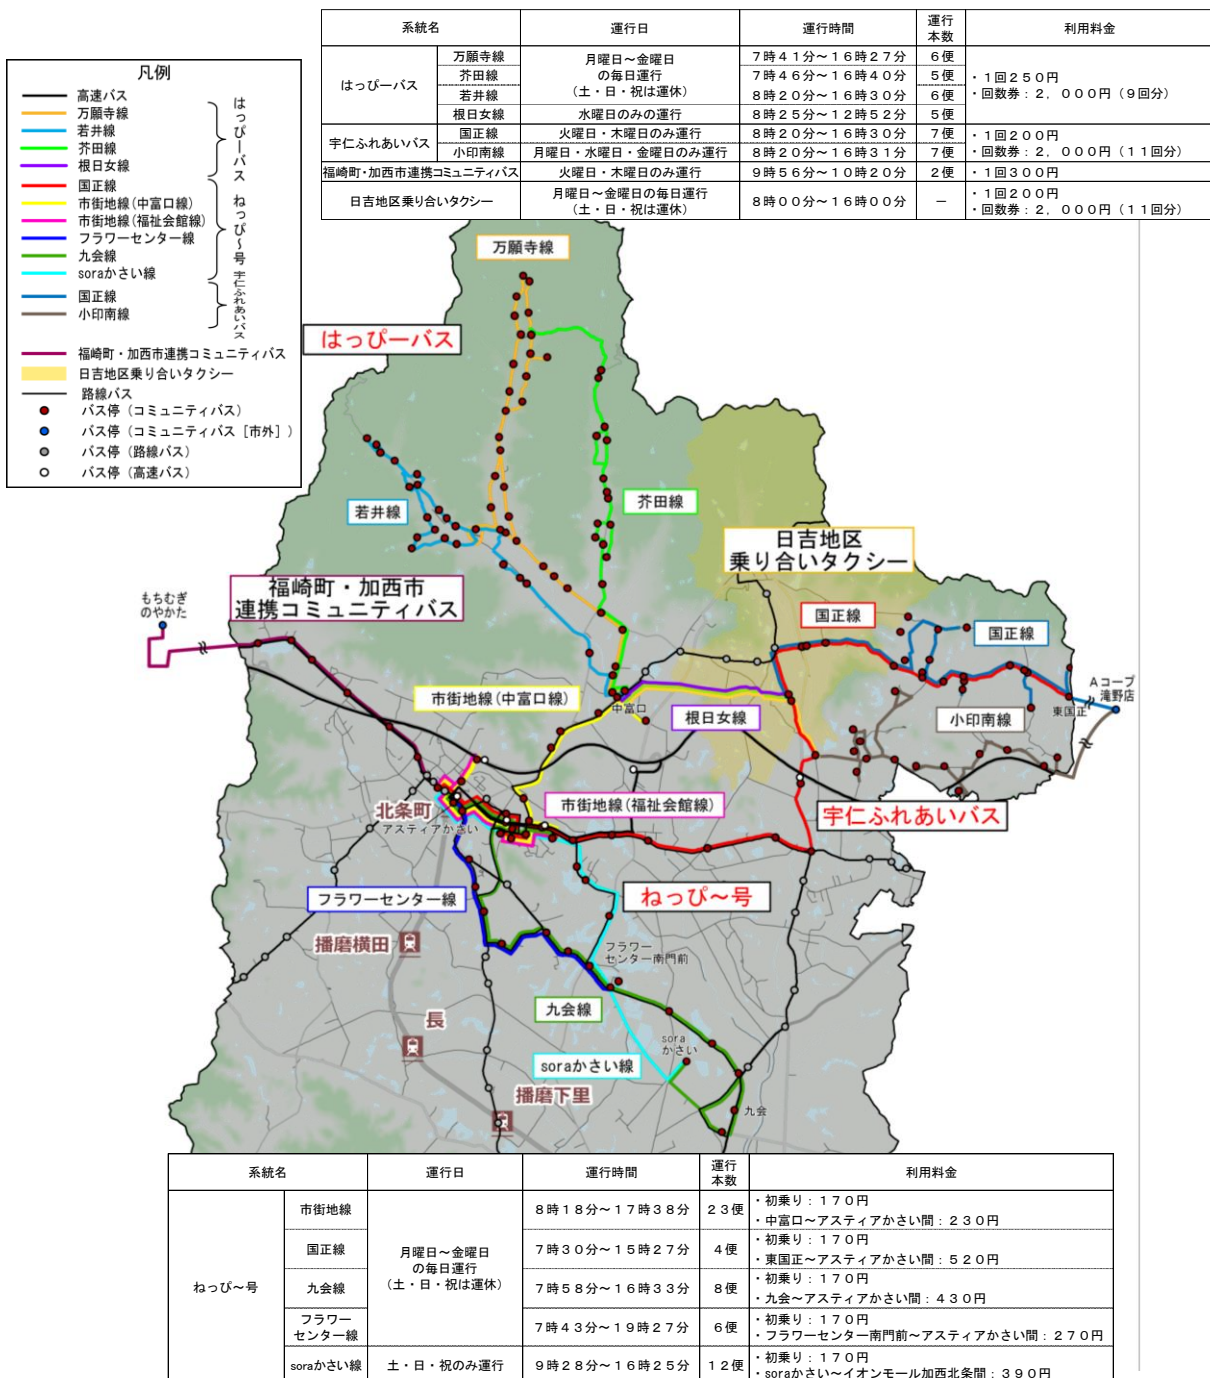 系統名 運行日 運行時間 運行本数 利用料金
はっぴーバス
万願寺線 7時41分～16時27分 6便
芥田線 7時46分～16時40分 5便
若井線 8時20分～16時30分 6便
月曜日～金曜日
の毎日運行
（土・日・祝は運休）
根日女線 水曜日のみの運行 8時25分～12時52分 5便
・1回250円
・回数券：2，000円（9回分）
宇仁ふれあいバス
国正線 火曜日・木曜日のみ運行 8時20分～16時30分 7便
小印南線 月曜日・水曜日・金曜日のみ運行 8時20分～16時31分 7便
・1回200円
・回数券：2，000円（11回分）
福崎町・加西市連携コミュニティバス 火曜日・木曜日のみ運行 9時56分～10時20分 2便 ・1回300円
日吉地区乗り合いタクシー
月曜日～金曜日の毎日運行
（土・日・祝は運休）
8時00分～16時00分 －
・1回200円
・回数券：2，000円（11回分）
凡例
高速バス
万願寺線
若井線
芥田線
根日女線
はっぴーバス
国正線
市街地線(中富口線)
市街地線(福祉会館線)
フラワーセンター線
九会線
soraかさい線
ねっぴ～号
国正線
小印南線
宇仁ふれあいバス
福崎町・加西市連携コミュニティバス
日吉地区乗り合いタクシー
路線バス
バス停（コミュニティバス）
バス停（コミュニティバス［市外］）
バス停（路線バス）
バス停（高速バス）
万願寺線
はっぴーバス
若井線
芥田線
日吉地区
乗り合いタクシー
福崎町・加西市
連携コミュニティバス
もちむぎ
のやかた
国正線
国正線
市街地線(中富口線)
中富口
根日女線
小印南線
Aコープ
滝野店
東国正
北条町
アスティアかさい
市街地線(福祉会館線)
宇仁ふれあいバス
フラワーセンター線
ねっぴ～号
播磨横田
フラワー
センター南門前
九会線
長
sora
かさい
soraかさい線
播磨下里
九会
系統名 運行日 運行時間 運行本数 利用料金
ねっぴ～号
月曜日～金曜日
の毎日運行
（土・日・祝は運休）
市街地線 8時18分～17時38分 23便
・初乗り：170円
・中富口～アスティアかさい間：230円
国正線 7時30分～15時27分 4便
・初乗り：170円
・東国正～アスティアかさい間：520円
九会線 7時58分～16時33分 8便
・初乗り：170円
・九会～アスティアかさい間：430円
フラワー
センター線
7時43分～19時27分 6便
・初乗り：170円
・フラワーセンター南門前～アスティアかさい間：270円
soraかさい線 土・日・祝のみ運行 9時28分～16時25分 12便
・初乗り：170円
・soraかさい～イオンモール加西北条間：390円